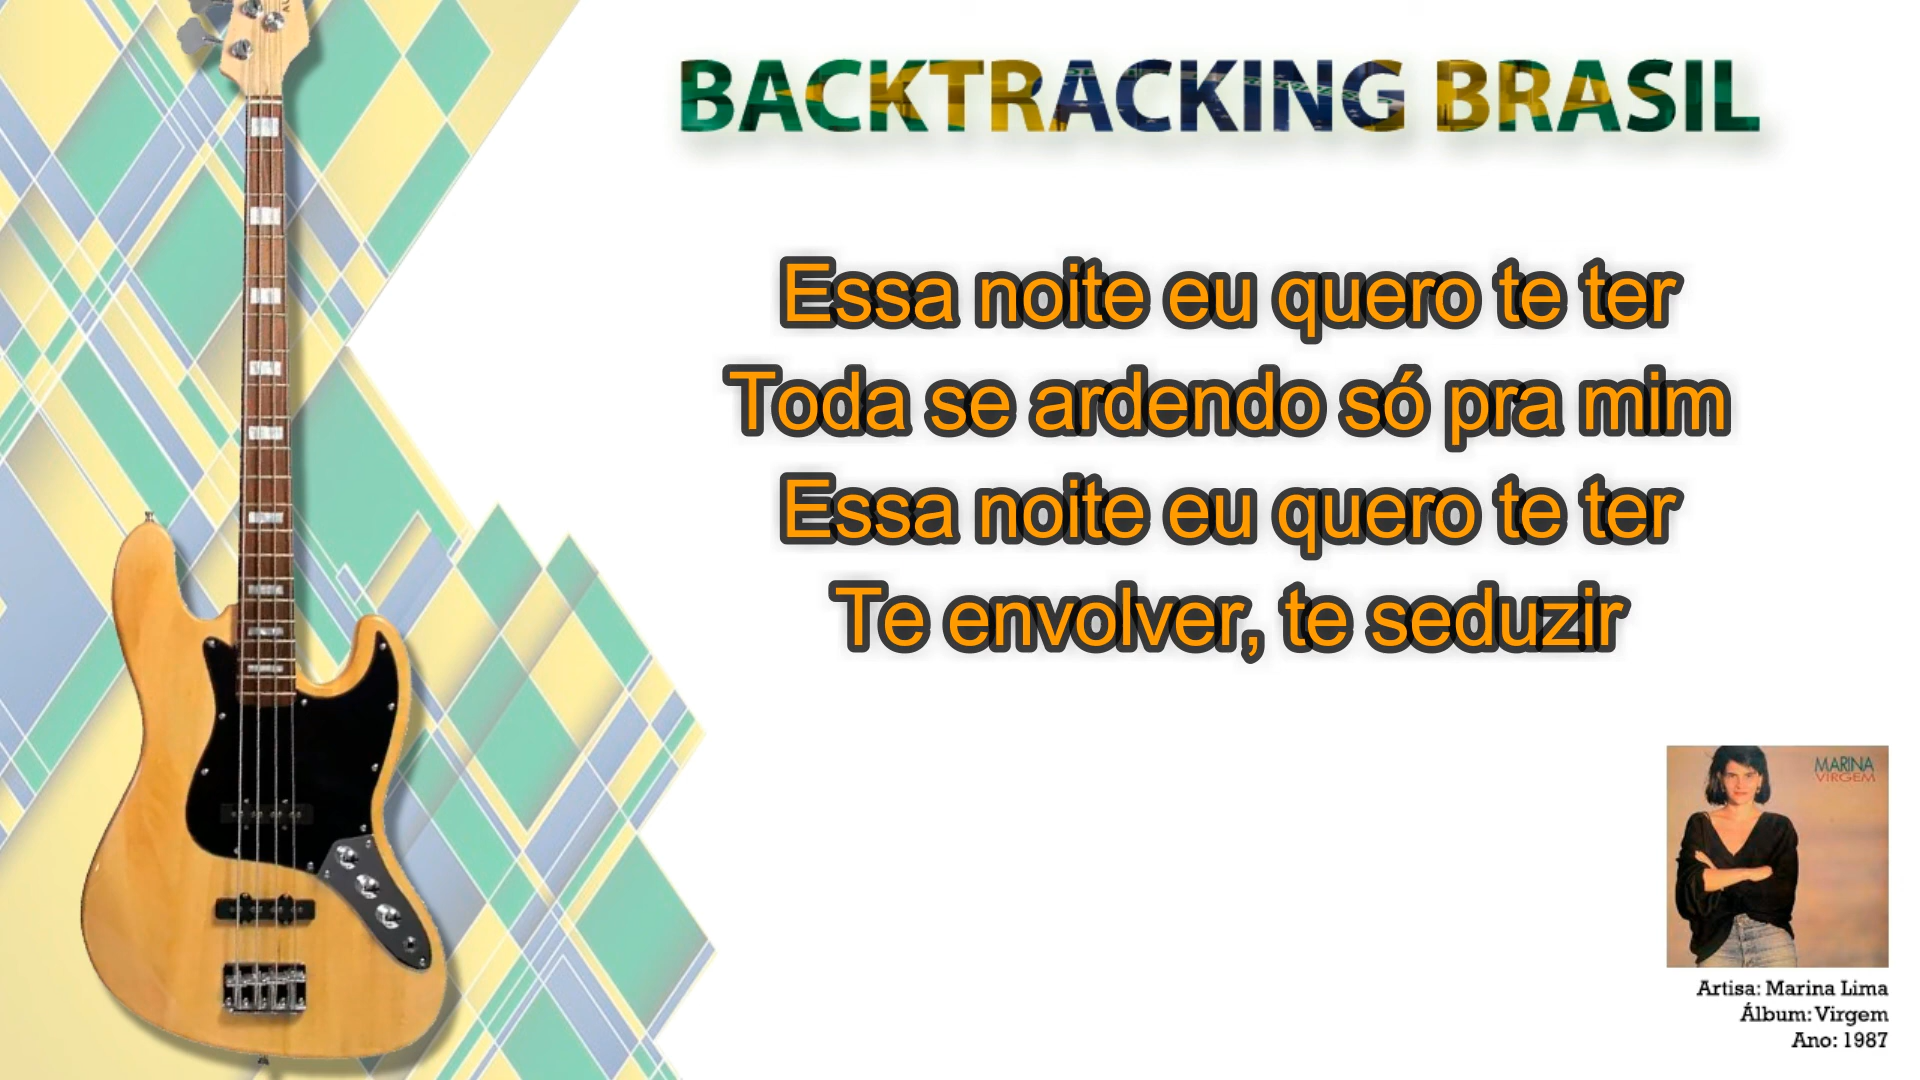 BACKTRACKING BRASIL
Essa noite eu quero te ter
Toda se ardendo só pra mim
Essa noite eu quero te ter
Te envolver, te seduzir
MARINA
VIRGEM
Artisa: Marina Lima
Álbum: Virgem
Ano: 1987